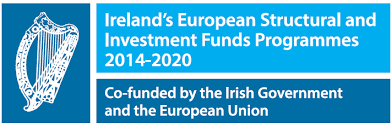 Ireland's European Structural and
Investment Funds Programmes
2014-2020
Co-funded by the Irish Government
and the European Union